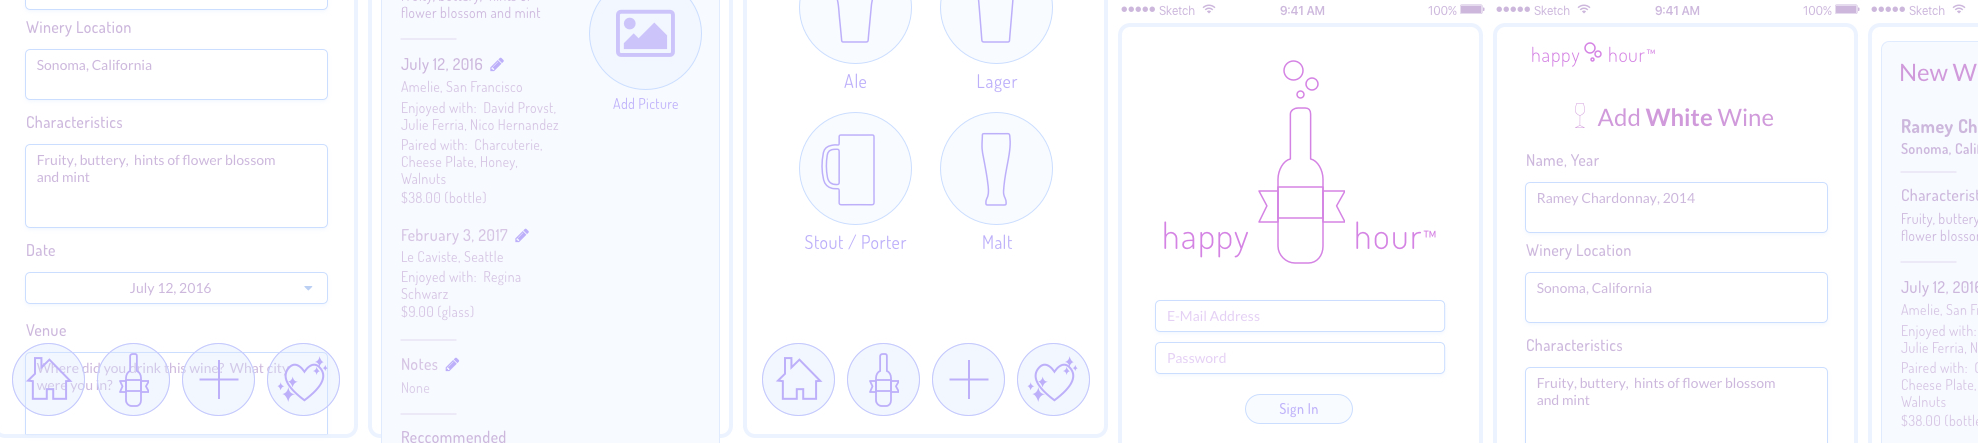 Winery Location
Sonoma, California
Characteristics
Fruity, buttery, hints of flower blossom
and mint
Date
July 12, 2016
Venue
Where did you drink this wine? What city
were you in?
flower blossom and mint
July 12, 2016
Amelie, San Francisco
Enjoyed with: David Provst,
Julie Ferria, Nico Hernandez
Paired with: Charcuterie,
Cheese Plate, Honey,
Walnuts
$38.00 (bottle)
February 3, 2017
Le Caviste, Seattle
Enjoyed with: Regina
Schwarz
$9.00 (glass)
Notes
None
Reccommended
Add Picture
Ale
Lager
Stout / Porter
Malt
Sketch
9:41 AM
100%
happy hour™
E-Mail Address
Password
Sign In
Sketch
9:41 AM
100%
happy hour™
Add White Wine
Name, Year
Ramey Chardonnay, 2014
Winery Location
Sonoma, California
Characteristics
Fruity, buttery, hints of flower blossom
and mint
Sketch
New W
Ramey Ch
Sonoma, Cali
Characterist
Fruity, buttery
flower blosso
July 12, 2016
Amelie, San F
Enjoyed with:
Julie Ferria, N
Paired with: C
Cheese Plate,
Walnuts
$38.00 (bottl